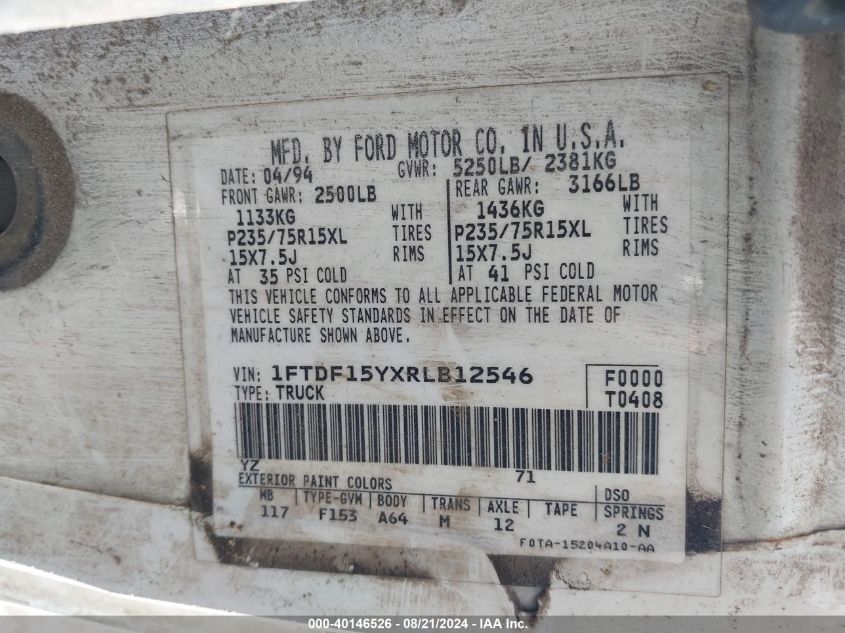 MFD. BY FORD MOTOR CO. IN U.S.A.
DATE: 04/94 GVWR: 5250LB/ 2381KG
FRONT GAWR: 2500LB REAR GAWR: 3166LB
1133KG WITH 1436KG WITH
P235/75R15XL TIRES P235/75R15XL TIRES
15X7.5J RIMS 15X7.5J RIMS
AT 35 PSI COLD AT 41 PSI COLD
THIS VEHICLE CONFORMS TO ALL APPLICABLE FEDERAL MOTOR
VEHICLE SAFETY STANDARDS IN EFFECT ON THE DATE OF
MANUFACTURE SHOWN ABOVE.
VIN: 1FTDF15YXRLB12546 F0000
TYPE: TRUCK T0408
YZ 71
EXTERIOR PAINT COLORS DSO
WB TYPE-GVM BODY TRANS AXLE TAPE SPRINGS
117 F153 A64 M 12 2 N
F0TA-15204A10-AA
000-40146526 - 08/21/2024 - IAAI, Inc.